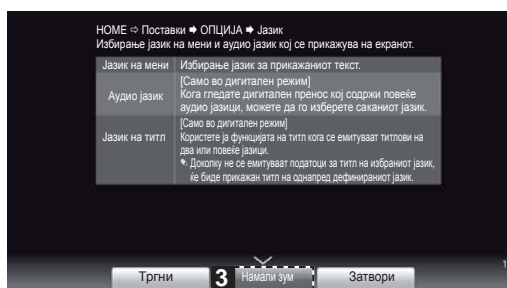 HOME ⇨ Поставки ➡ ОПЦИЈА ➡ Јазик
Избирање јазик на мени и аудио јазик кој се прикажува на екранот.
Јазик на мени
Избирање јазик за прикажаниот текст.
Аудио јазик
[Само во дигитален режим]
Кога гледате дигитален пренос кој содржи повеќе
аудио јазици, можете да го изберете саканиот јазик.
Јазик на титл
[Само во дигитален режим]
Користете ја функцијата на титл кога се емитуваат титлови на
два или повеќе јазици.
Доколку не се емитуваат податоци за титл на избраниот јазик,
ќе биде прикажан титл на однапред дефинираниот јазик.
1
Тргни
3 Намали зум
Затвори